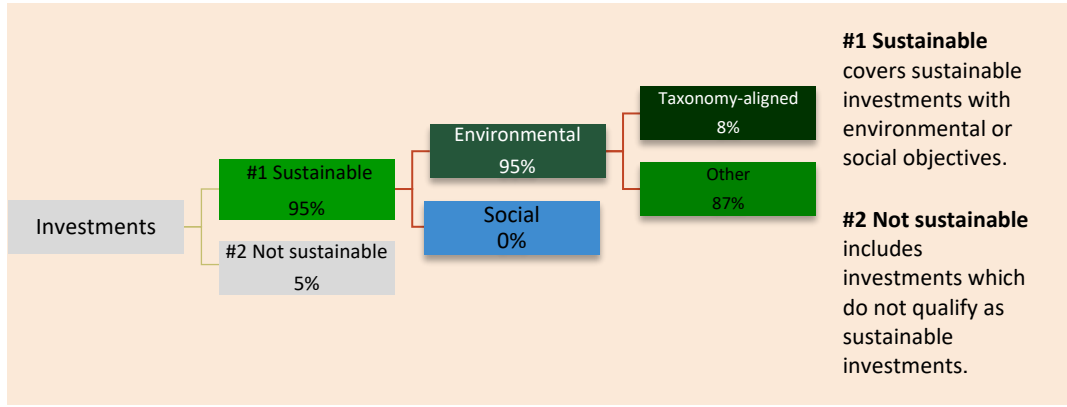 Investments
#1 Sustainable
95%
#2 Not sustainable
5%
Environmental
95%
Social
0%
Taxonomy-aligned
8%
Other
87%
#1 Sustainable
covers sustainable
investments with
environmental or
social objectives.
#2 Not sustainable
includes
investments which
do not qualify as
sustainable
investments.